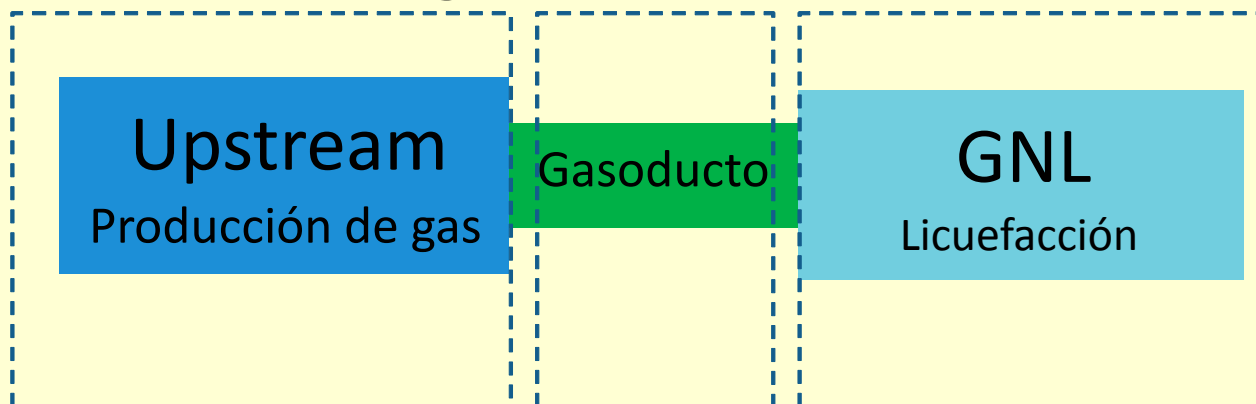 Upstream
Producción de gas
Gasoducto
GNL
Licuefacción